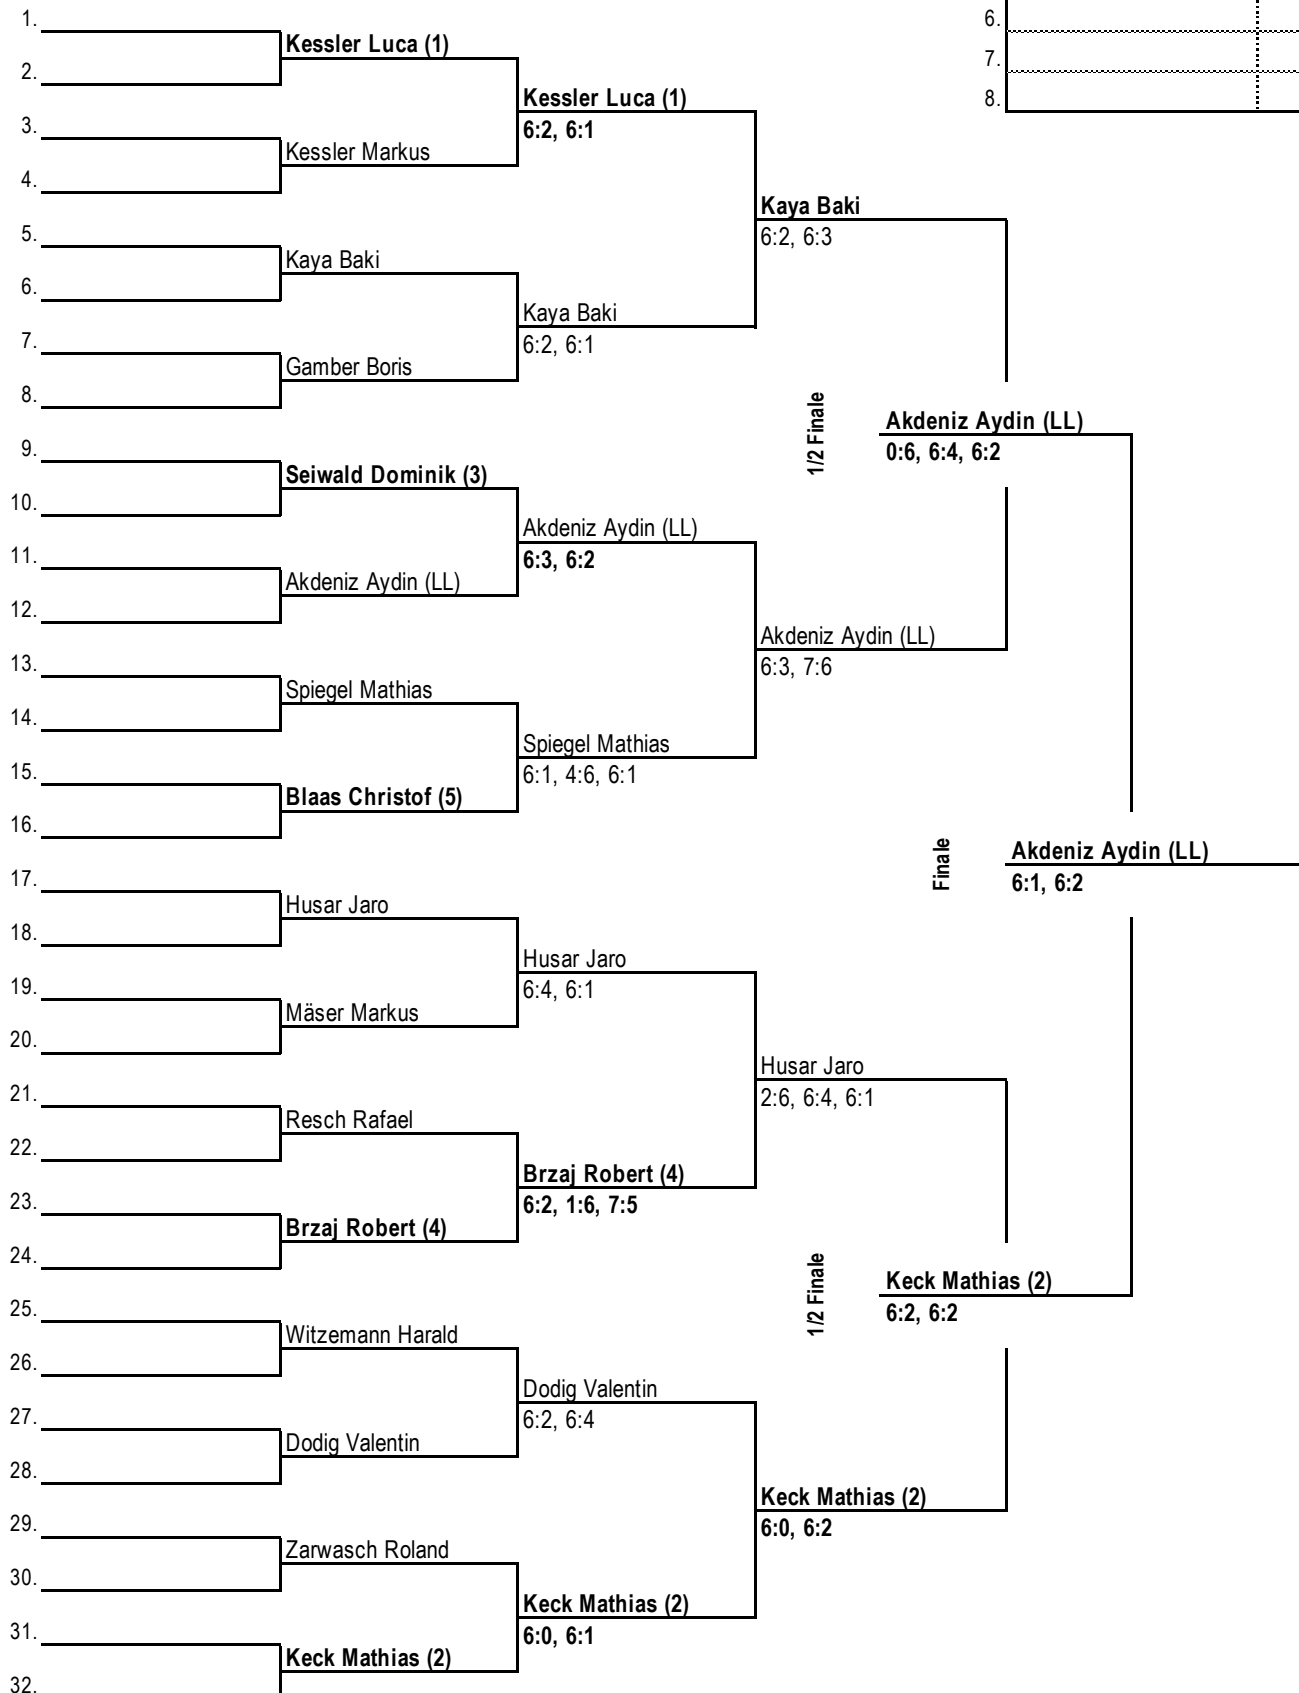 1.
2.
3.
4.
5.
6.
7.
8.
9.
10.
11.
12.
13.
14.
15.
16.
17.
18.
19.
20.
21.
22.
23.
24.
25.
26.
27.
28.
29.
30.
31.
32.
Kessler Luca (1)
Kessler Markus
Kaya Baki
Gamber Boris
Seiwald Dominik (3)
Akdeniz Aydin (LL)
Spiegel Mathias
Blaas Christof (5)
Husar Jaro
Mäser Markus
Resch Rafael
Brzaj Robert (4)
Witzemann Harald
Dodig Valentin
Zarwasch Roland
Keck Mathias (2)
Kessler Luca (1)
6:2, 6:1
Kaya Baki
6:2, 6:1
Akdeniz Aydin (LL)
6:3, 6:2
Spiegel Mathias
6:1, 4:6, 6:1
Husar Jaro
6:4, 6:1
Brzaj Robert (4)
6:2, 1:6, 7:5
Dodig Valentin
6:2, 6:4
Keck Mathias (2)
6:0, 6:1
Kaya Baki
6:2, 6:3
Akdeniz Aydin (LL)
6:3, 7:6
Husar Jaro
2:6, 6:4, 6:1
Keck Mathias (2)
6:0, 6:2
1/2 Finale
Akdeniz Aydin (LL)
0:6, 6:4, 6:2
1/2 Finale
Keck Mathias (2)
6:2, 6:2
Finale
Akdeniz Aydin (LL)
6:1, 6:2
6.
7.
8.